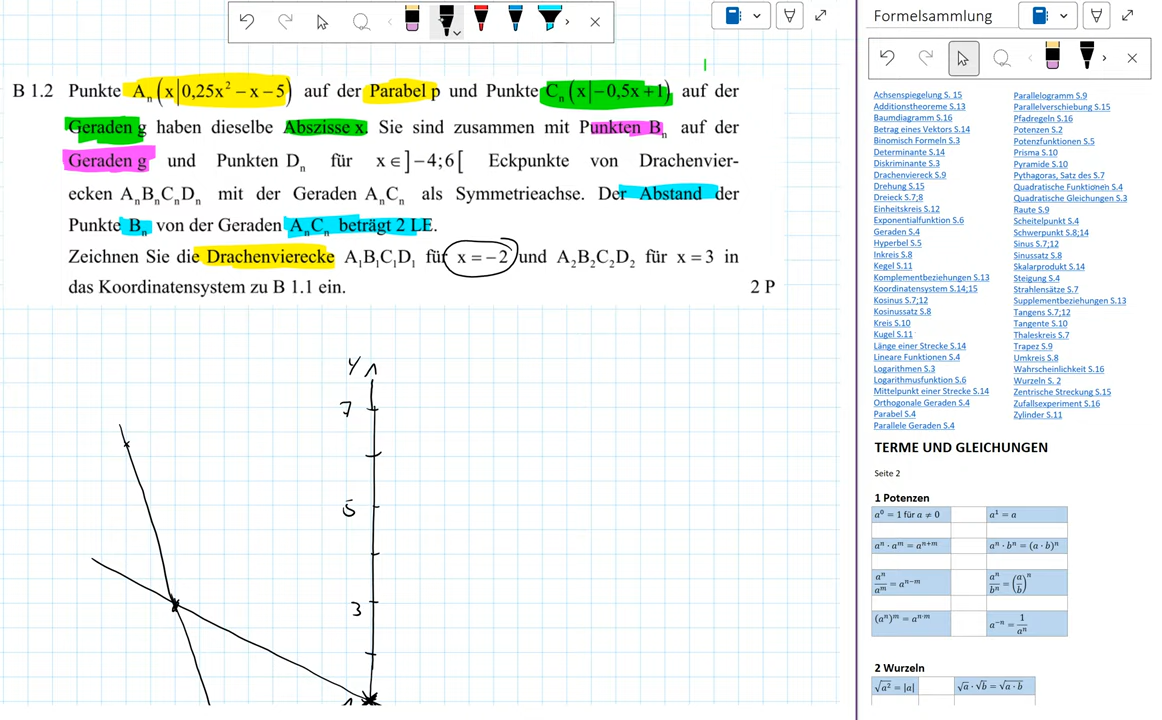 Formelsammlung
B 1.2 Punkte Aₙ(x|0,25x² − x − 5) auf der Parabel p und Punkte Cₙ(x|−0,5x + 1) auf der
Geraden g haben dieselbe Abszisse x. Sie sind zusammen mit Punkten Bₙ auf der
Geraden g und Punkten Dₙ für x ∈ ]−4;6[ Eckpunkte von Drachenvier-
ecken AₙBₙCₙDₙ mit der Geraden AₙCₙ als Symmetrieachse. Der Abstand der
Punkte Bₙ von der Geraden AₙCₙ beträgt 2 LE.
Zeichnen Sie die Drachenvierecke A₁B₁C₁D₁ für x = −2 und A₂B₂C₂D₂ für x = 3 in
das Koordinatensystem zu B 1.1 ein. 2 P
y
7
5
3
1
Achsenspiegelung S. 15
Additionstheoreme S.13
Baumdiagramm S.16
Betrag eines Vektors S.14
Binomisch Formeln S.3
Determinante S.14
Diskriminante S.3
Drachenviereck S.9
Drehung S.15
Dreieck S.7;8
Einheitskreis S.12
Exponentialfunktion S.6
Geraden S.4
Hyperbel S.5
Inkreis S.8
Kegel S.11
Komplementbeziehungen S.13
Koordinatensystem S.14;15
Kosinus S.7;12
Kosinussatz S.8
Kreis S.10
Kugel S.11
Länge einer Strecke S.14
Lineare Funktionen S.4
Logarithmen S.3
Logarithmusfunktion S.6
Mittelpunkt einer Strecke S.14
Orthogonale Geraden S.4
Parabel S.4
Parallele Geraden S.4
Parallelogramm S.9
Parallelverschiebung S.15
Pfadregeln S.16
Potenzen S.2
Potenzfunktionen S.5
Prisma S.10
Pyramide S.10
Pythagoras, Satz des S.7
Quadratische Funktionen S.4
Quadratische Gleichungen S.3
Raute S.9
Scheitelpunkt S.4
Schwerpunkt S.8;14
Sinus S.7;12
Sinussatz S.8
Skalarprodukt S.14
Steigung S.4
Strahlensätze S.7
Supplementbeziehungen S.13
Tangens S.7;12
Tangente S.10
Thaleskreis S.7
Trapez S.9
Umkreis S.8
Wahrscheinlichkeit S.16
Wurzeln S. 2
Zentrische Streckung S.15
Zufallsexperiment S.16
Zylinder S.11
TERME UND GLEICHUNGEN
Seite 2
1 Potenzen
a⁰ = 1 für a ≠ 0 a¹ = a
aⁿ · aᵐ = aⁿ⁺ᵐ aⁿ · bⁿ = (a · b)ⁿ
aⁿ/aᵐ = aⁿ⁻ᵐ aⁿ/bⁿ = (a/b)ⁿ
(aⁿ)ᵐ = aⁿ·ᵐ a⁻ⁿ = 1/aⁿ
2 Wurzeln
√a² = |a| √a · √b = √a · b